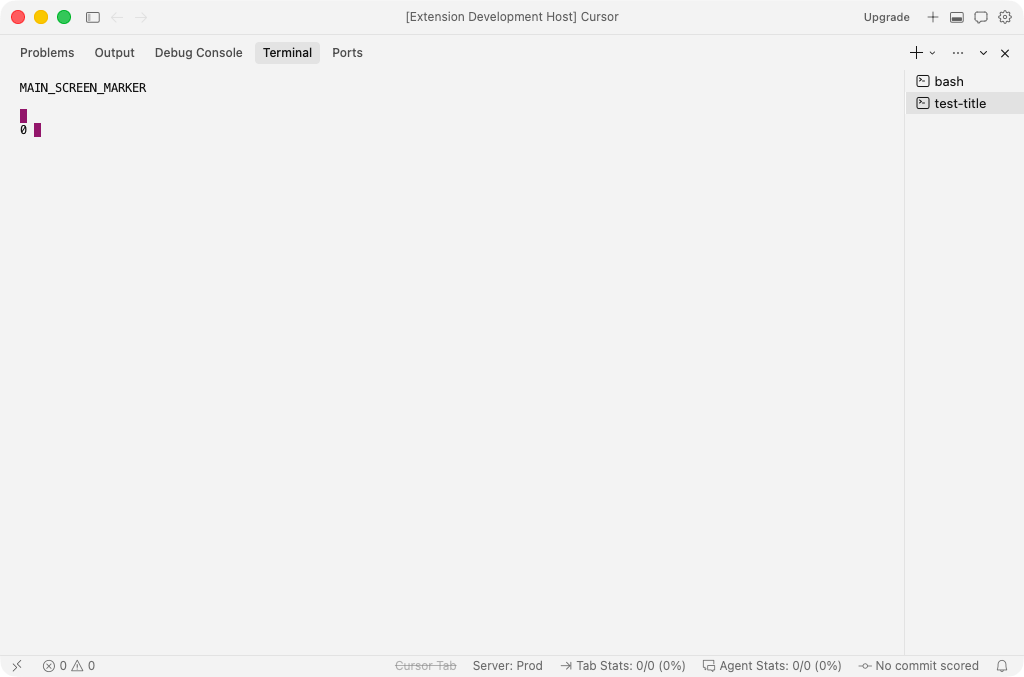 [Extension Development Host] Cursor
Upgrade
Problems
Output
Debug Console
Terminal
Ports
MAIN_SCREEN_MARKER
0
bash
test-title
0
0
Cursor Tab
Server: Prod
Tab Stats: 0/0 (0%)
Agent Stats: 0/0 (0%)
No commit scored